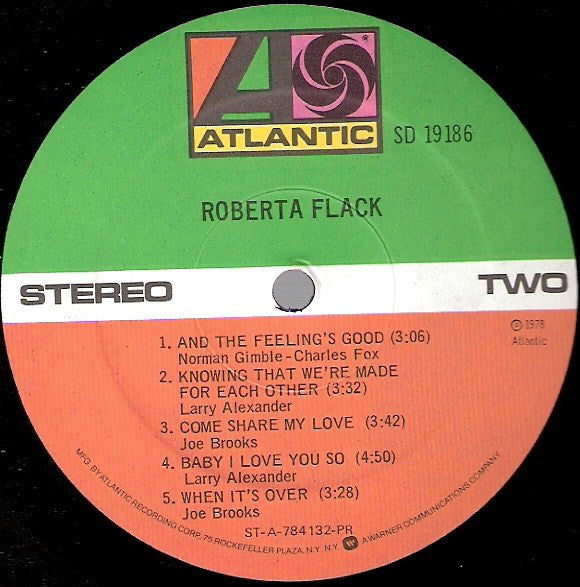 ATLANTIC
SD 19186
ROBERTA FLACK
STEREO
TWO
℗ 1978
Atlantic
1. AND THE FEELING'S GOOD (3:06)
Norman Gimble - Charles Fox
2. KNOWING THAT WE'RE MADE
FOR EACH OTHER (3:32)
Larry Alexander
3. COME SHARE MY LOVE (3:42)
Joe Brooks
4. BABY I LOVE YOU SO (4:50)
Larry Alexander
5. WHEN IT'S OVER (3:28)
Joe Brooks
ST-A-784132-PR
MFG. BY ATLANTIC RECORDING CORP. 75 ROCKEFELLER PLAZA, N.Y. N.Y. A WARNER COMMUNICATIONS COMPANY